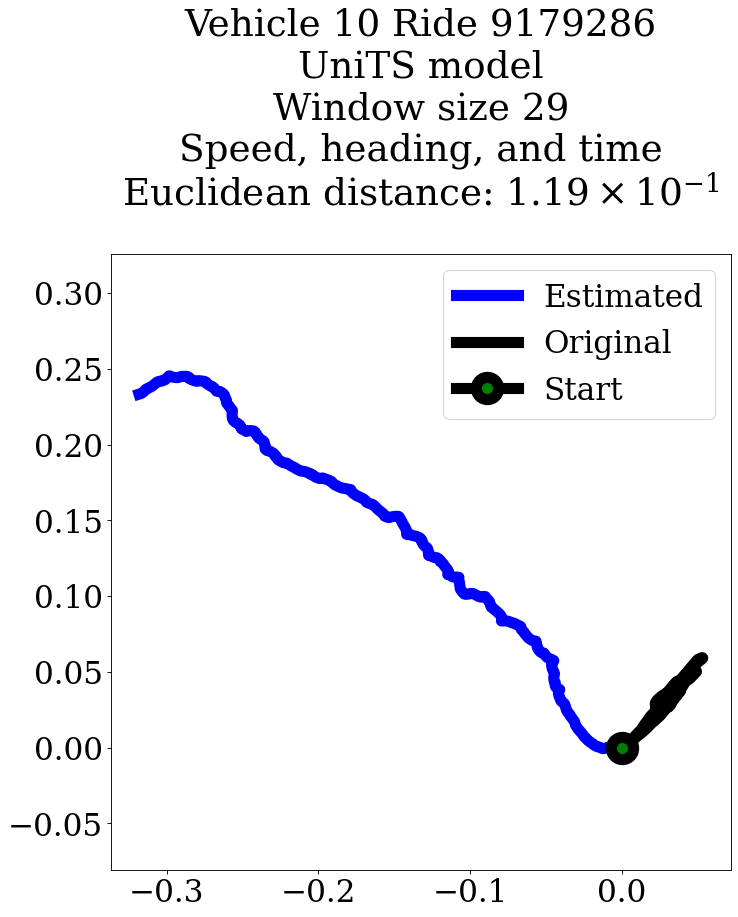 Vehicle 10 Ride 9179286
UniTS model
Window size 29
Speed, heading, and time
Euclidean distance: 1.19 × 10⁻¹
0.30
0.25
0.20
0.15
0.10
0.05
0.00
−0.05
Estimated
Original
Start
−0.3
−0.2
−0.1
0.0